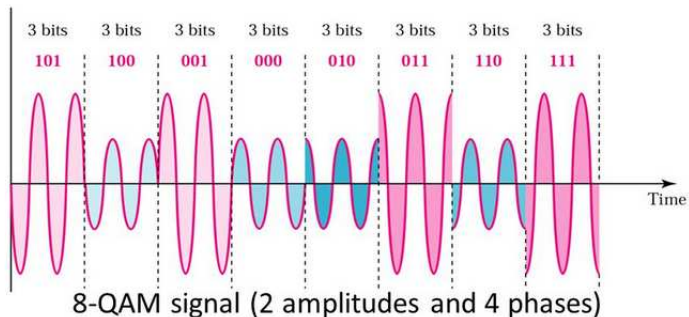 3 bits 3 bits 3 bits 3 bits 3 bits 3 bits 3 bits 3 bits
101 100 001 000 010 011 110 111
Time
8-QAM signal (2 amplitudes and 4 phases)